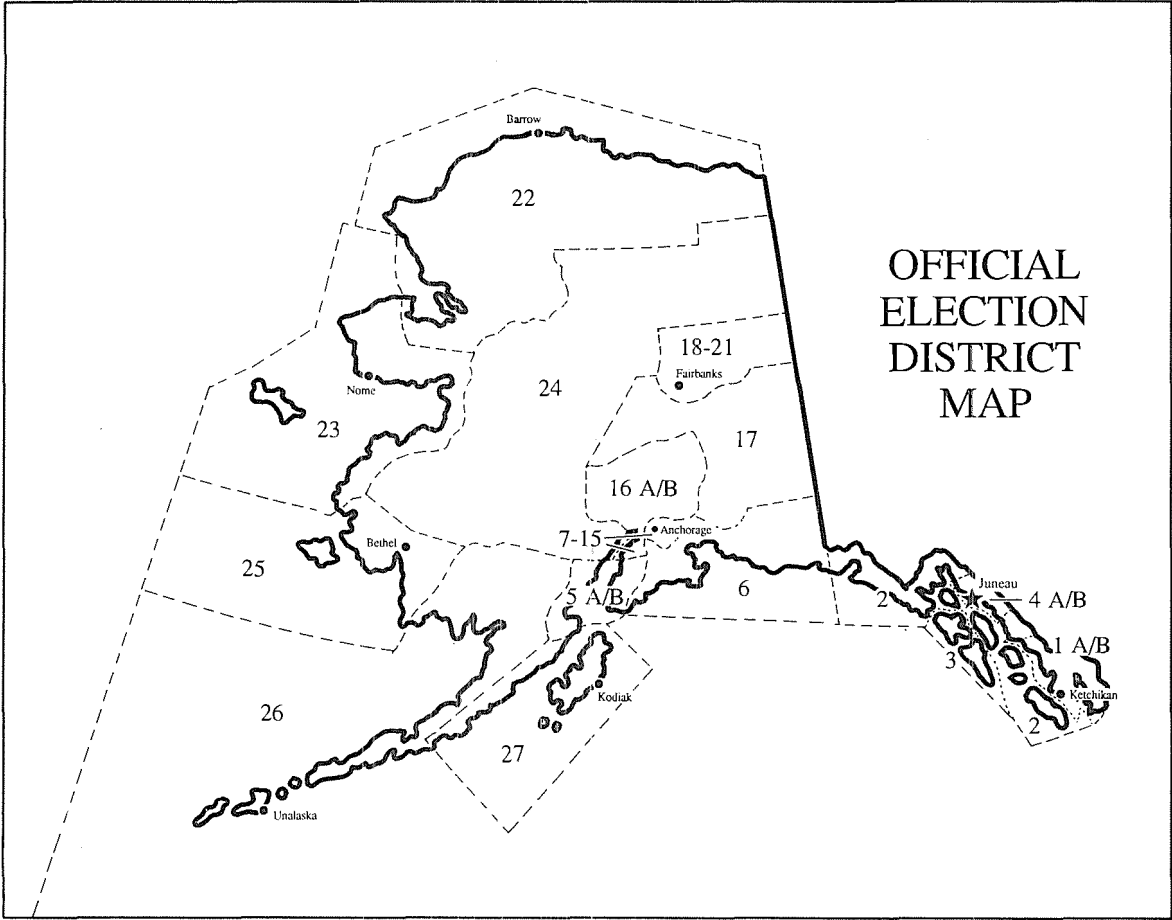 Barrow
22
OFFICIAL
ELECTION
DISTRICT
MAP
18-21
Fairbanks
Nome
24
23
17
16 A/B
Anchorage
7-15
Bethel
25
5 A/B
6
2
Juneau
4 A/B
1 A/B
3
Ketchikan
Kodiak
26
2
27
Unalaska